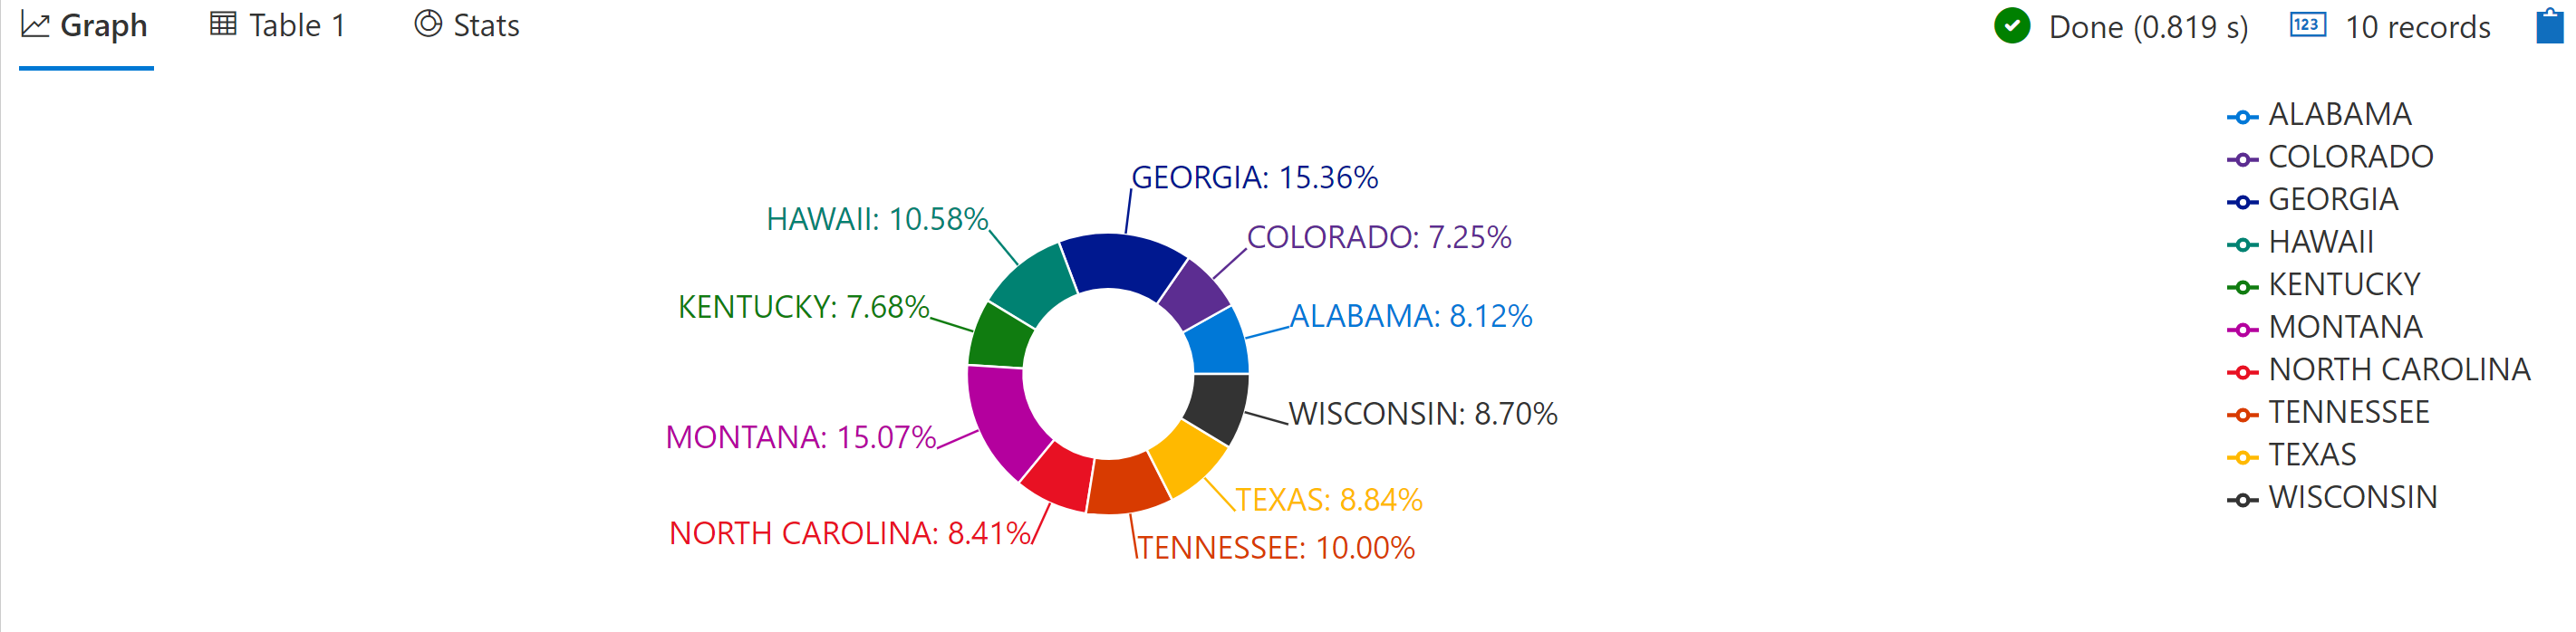 Graph Table 1 Stats Done (0.819 s) 123 10 records
GEORGIA: 15.36%
HAWAII: 10.58%
COLORADO: 7.25%
KENTUCKY: 7.68%
ALABAMA: 8.12%
WISCONSIN: 8.70%
MONTANA: 15.07%
TEXAS: 8.84%
NORTH CAROLINA: 8.41%
TENNESSEE: 10.00%
ALABAMA
COLORADO
GEORGIA
HAWAII
KENTUCKY
MONTANA
NORTH CAROLINA
TENNESSEE
TEXAS
WISCONSIN